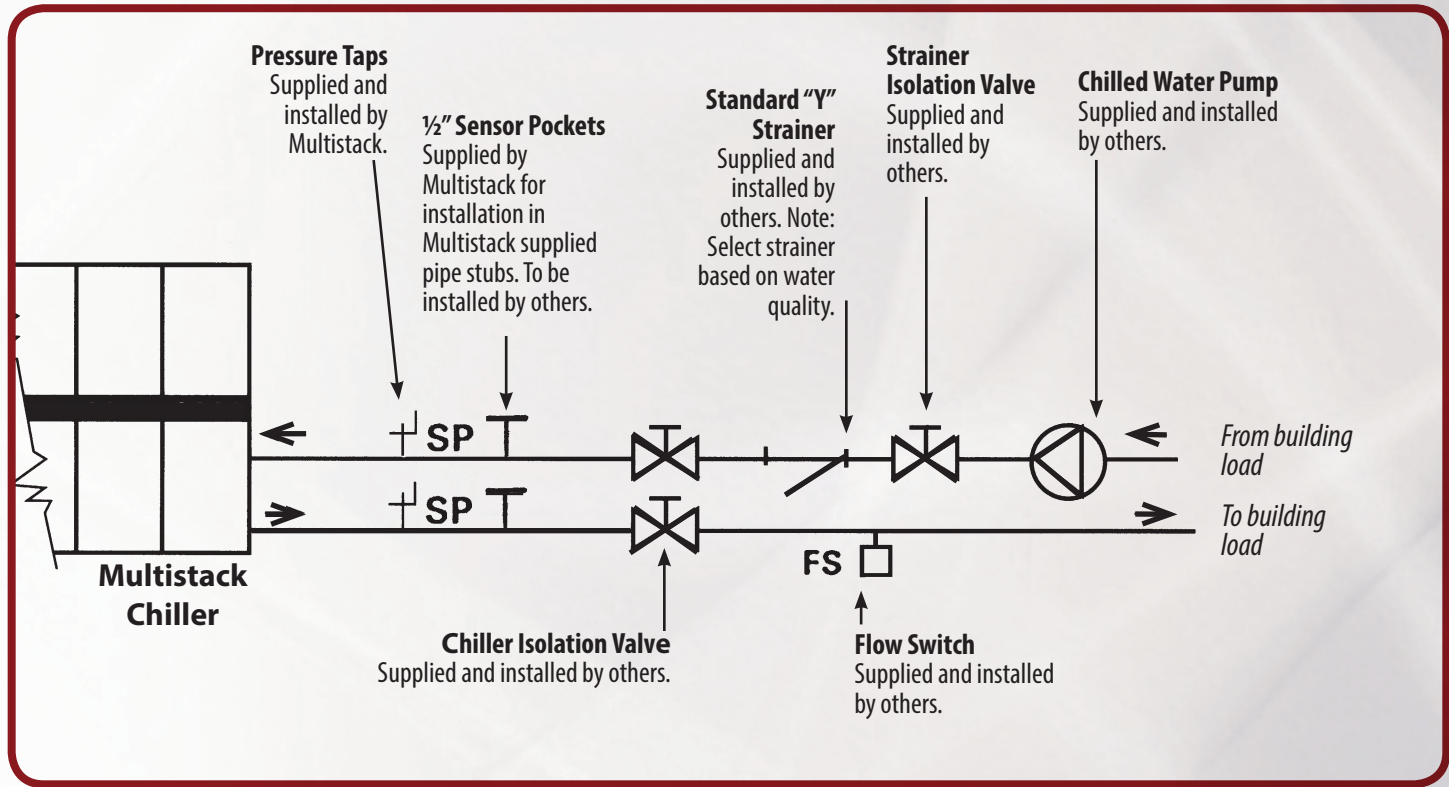 Pressure Taps
Supplied and
installed by
Multistack.
½” Sensor Pockets
Supplied by
Multistack for
installation in
Multistack supplied
pipe stubs. To be
installed by others.
Standard “Y”
Strainer
Supplied and
installed by
others. Note:
Select strainer
based on water
quality.
Strainer
Isolation Valve
Supplied and
installed by
others.
Chilled Water Pump
Supplied and installed
by others.
SP
From building
load
SP
To building
load
FS
Multistack
Chiller
Chiller Isolation Valve
Supplied and installed by others.
Flow Switch
Supplied and installed
by others.